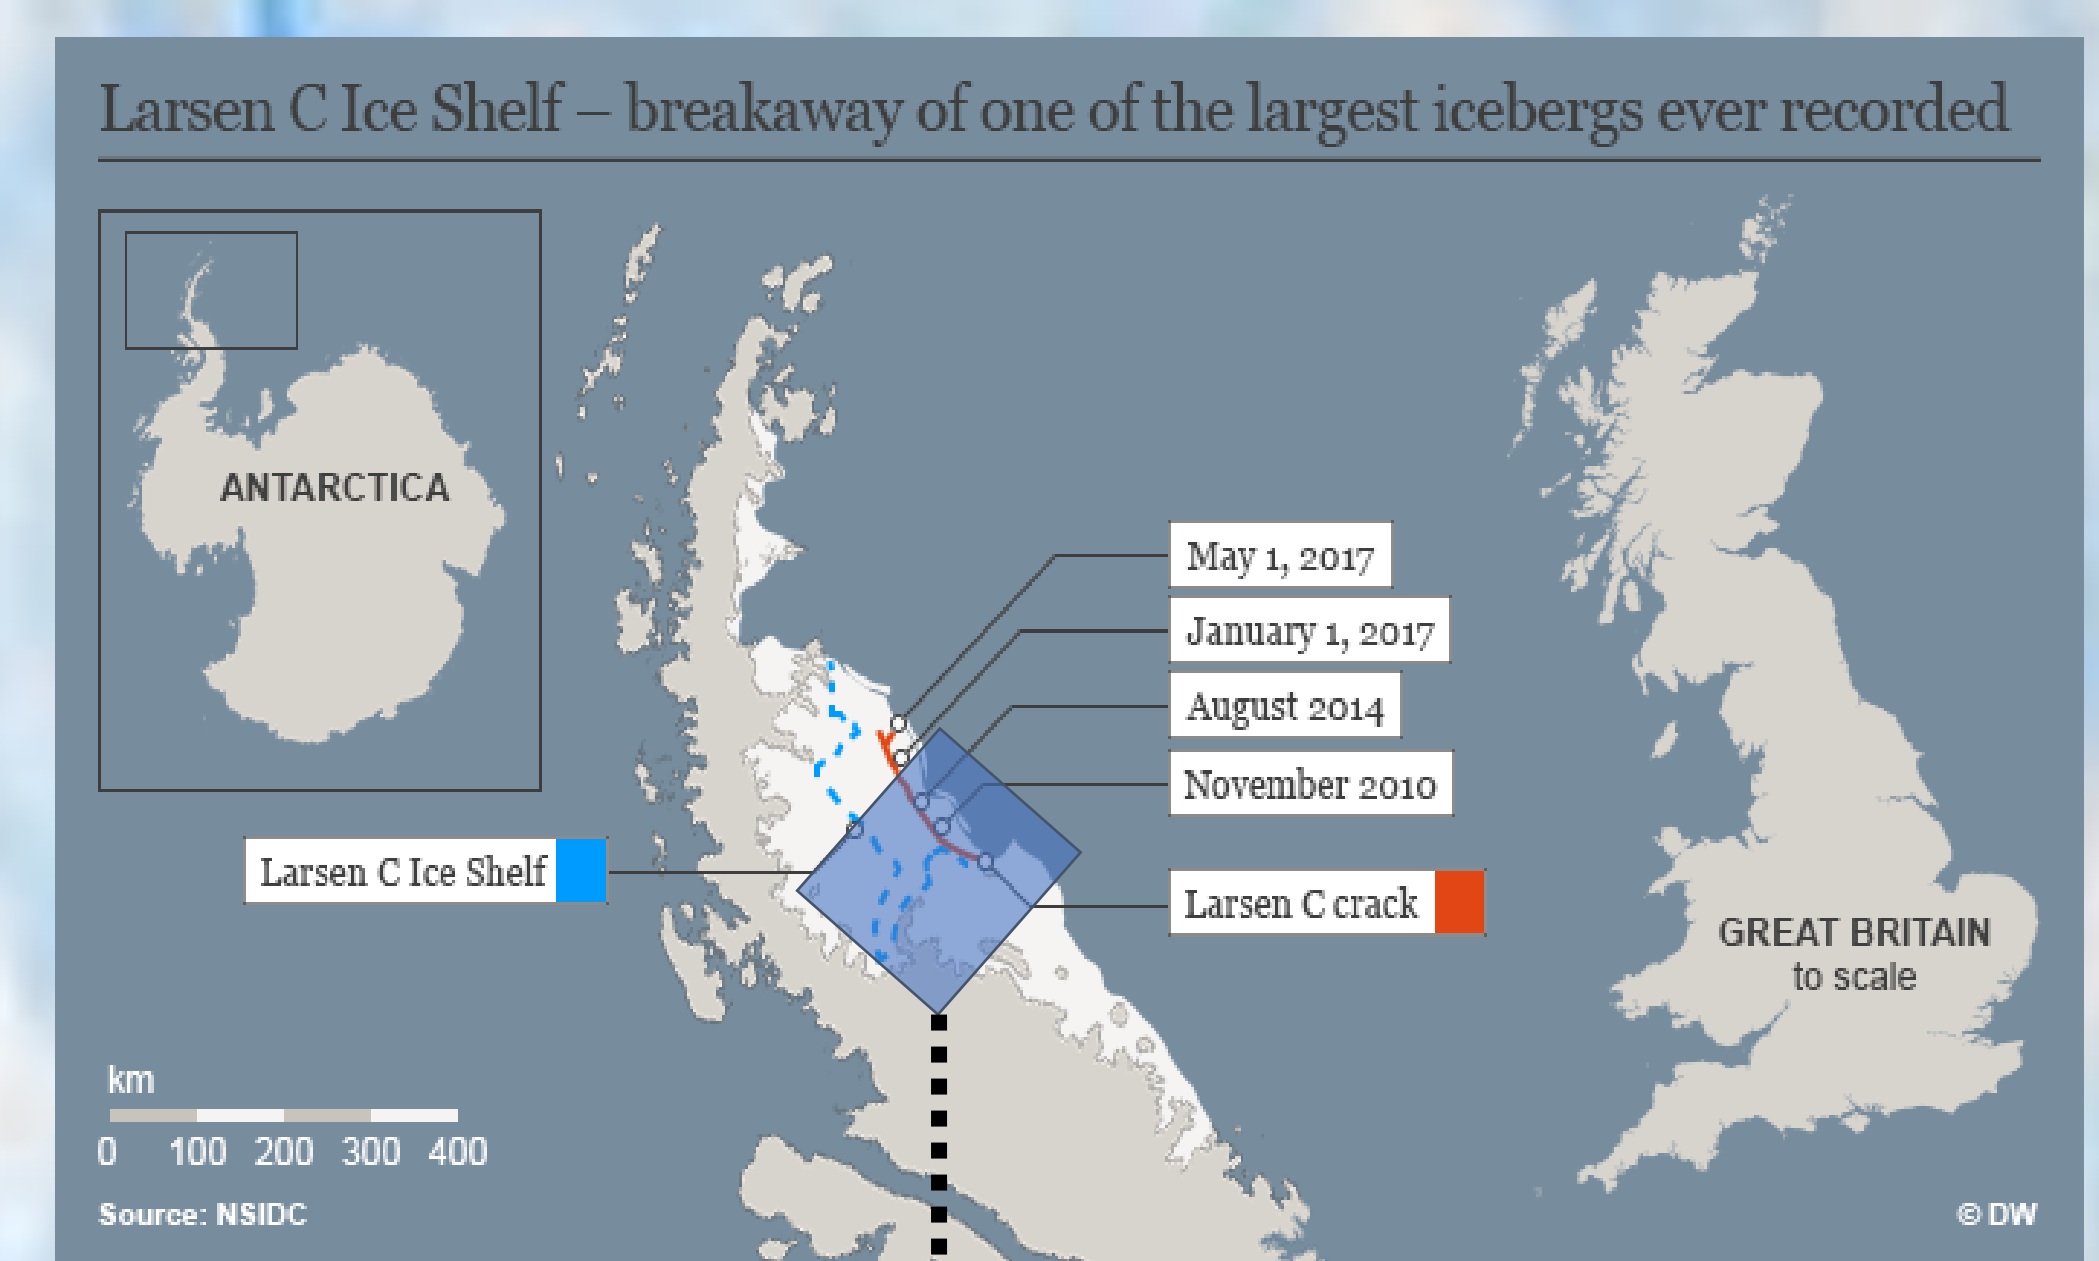 Larsen C Ice Shelf – breakaway of one of the largest icebergs ever recorded
ANTARCTICA
May 1, 2017
January 1, 2017
August 2014
November 2010
Larsen C Ice Shelf
Larsen C crack
GREAT BRITAIN
to scale
km
0 100 200 300 400
Source: NSIDC
© DW